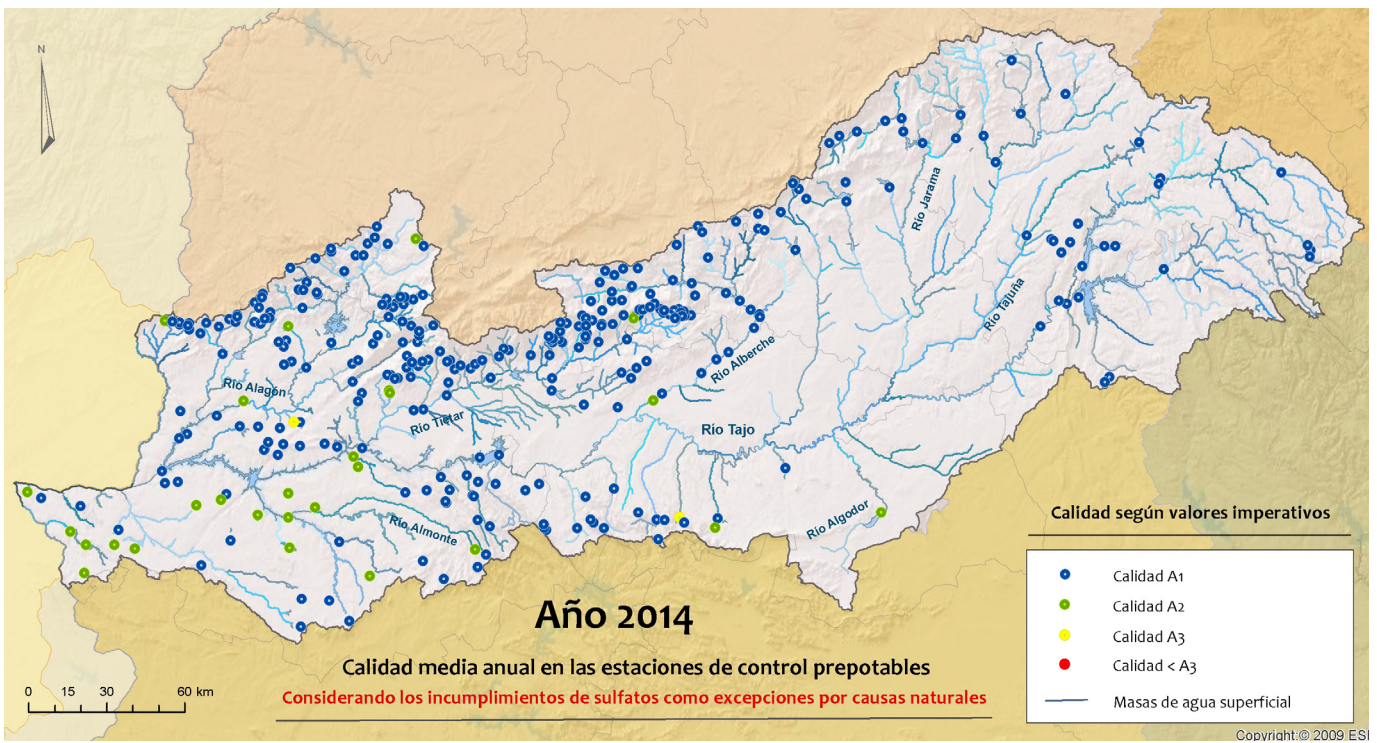 N
Río Jarama
Río Tajuña
Río Alberche
Río Alagón
Río Tiétar
Río Tajo
Río Almonte
Río Algodor
Calidad según valores imperativos
Calidad A1
Calidad A2
Calidad A3
Calidad < A3
Masas de agua superficial
Año 2014
Calidad media anual en las estaciones de control prepotables
Considerando los incumplimientos de sulfatos como excepciones por causas naturales
0 15 30 60 km
Copyright:© 2009 ESI